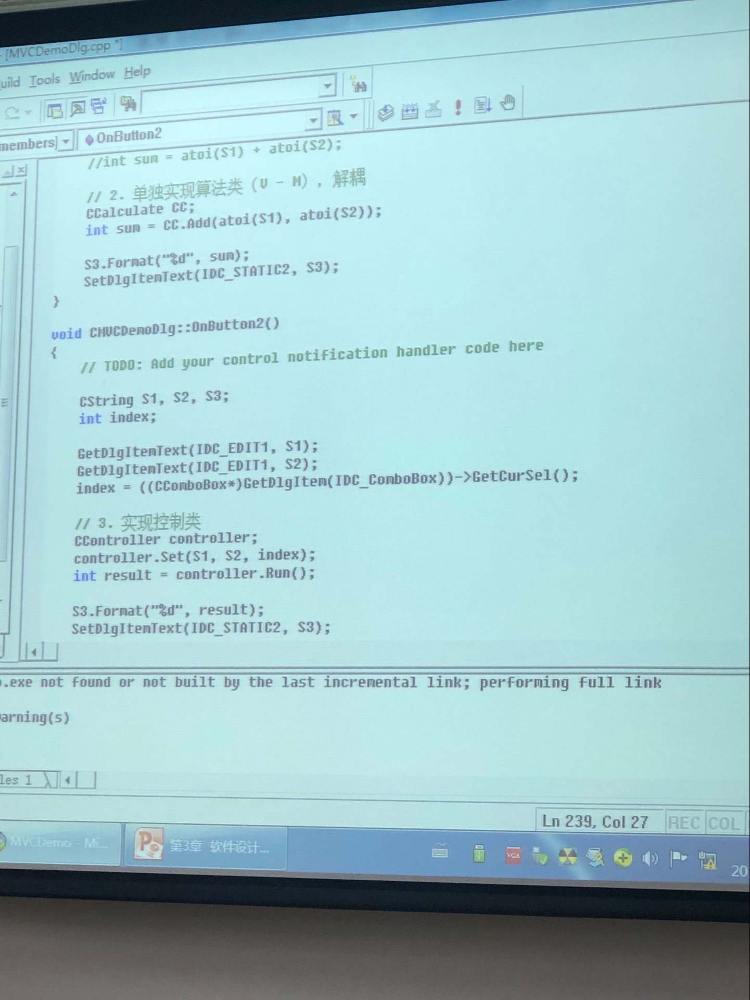 - [MVCDemoDlg.cpp *]
uild Tools Window Help
members] OnButton2
//int sum = atoi(S1) + atoi(S2);
// 2. 单独实现算法类（V - M），解耦
CCalculate CC;
int sum = CC.Add(atoi(S1), atoi(S2));
S3.Format("%d", sum);
SetDlgItemText(IDC_STATIC2, S3);
}
void CMVCDemoDlg::OnButton2()
{
// TODO: Add your control notification handler code here
CString S1, S2, S3;
int index;
GetDlgItemText(IDC_EDIT1, S1);
GetDlgItemText(IDC_EDIT1, S2);
index = ((CComboBox*)GetDlgItem(IDC_ComboBox))->GetCurSel();
// 3. 实现控制类
CController controller;
controller.Set(S1, S2, index);
int result = controller.Run();
S3.Format("%d", result);
SetDlgItemText(IDC_STATIC2, S3);
.exe not found or not built by the last incremental link; performing full link
arning(s)
les 1
Ln 239, Col 27 REC COL
MVCDemo - Mi... 第3章 软件设计... VGA 20